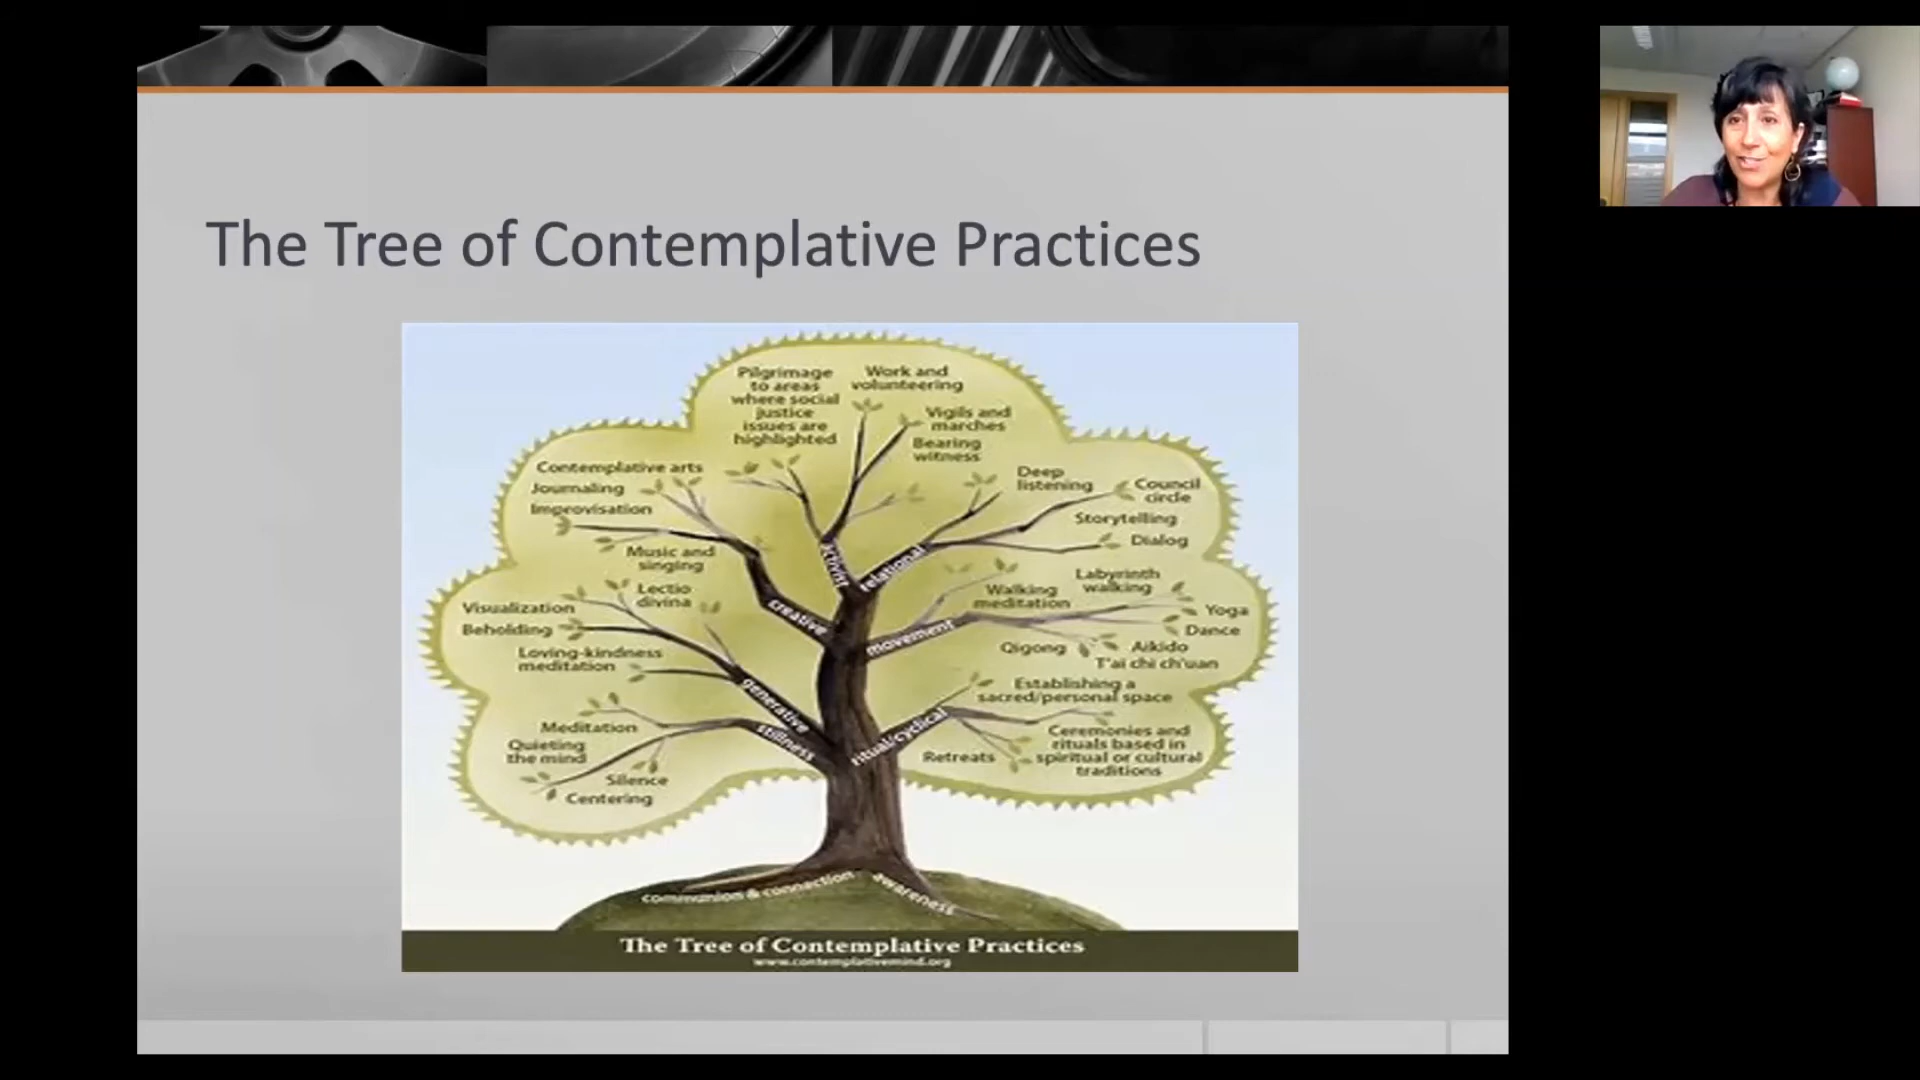 The Tree of Contemplative Practices
Pilgrimage
to areas
where social
justice
issues are
highlighted
Work and
volunteering
Vigils and
marches
Bearing
witness
Contemplative arts
Journaling
Improvisation
Music and
singing
Deep
listening
Council
circle
Storytelling
Dialog
activist
relational
creative
movement
Lectio
divina
Visualization
Beholding
Loving-kindness
meditation
Walking
meditation
Labyrinth
walking
Yoga
Dance
Qigong
Aikido
T'ai chi ch'uan
generative
stillness
ritual/cyclical
Meditation
Quieting
the mind
Silence
Centering
Establishing a
sacred/personal space
Retreats
Ceremonies and
rituals based in
spiritual or cultural
traditions
communion & connection
awareness
The Tree of Contemplative Practices
www.contemplativemind.org